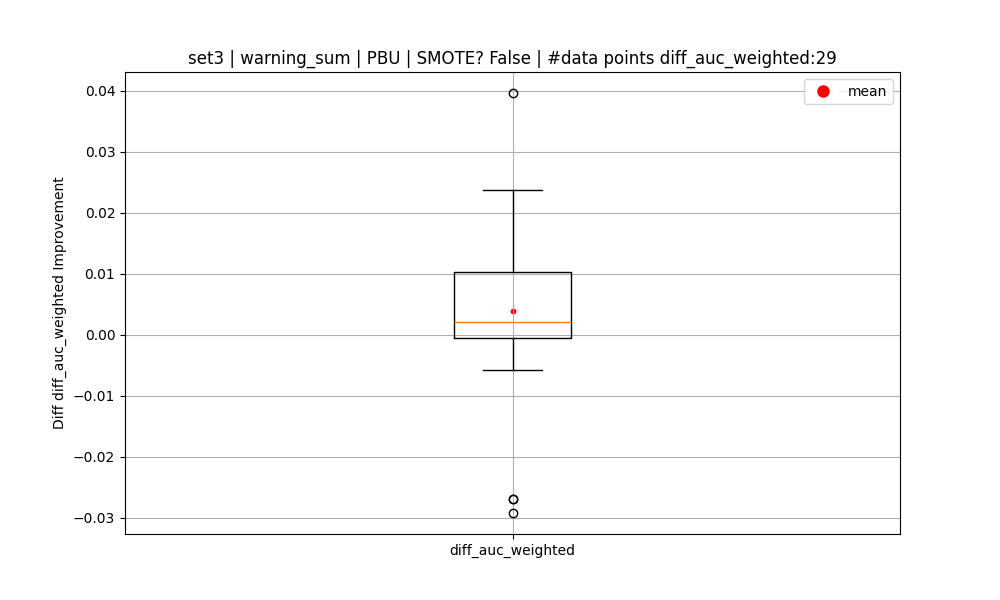 set3 | warning_sum | PBU | SMOTE? False | #data points diff_auc_weighted:29
mean
0.04
0.03
0.02
0.01
0.00
−0.01
−0.02
−0.03
Diff diff_auc_weighted Improvement
diff_auc_weighted